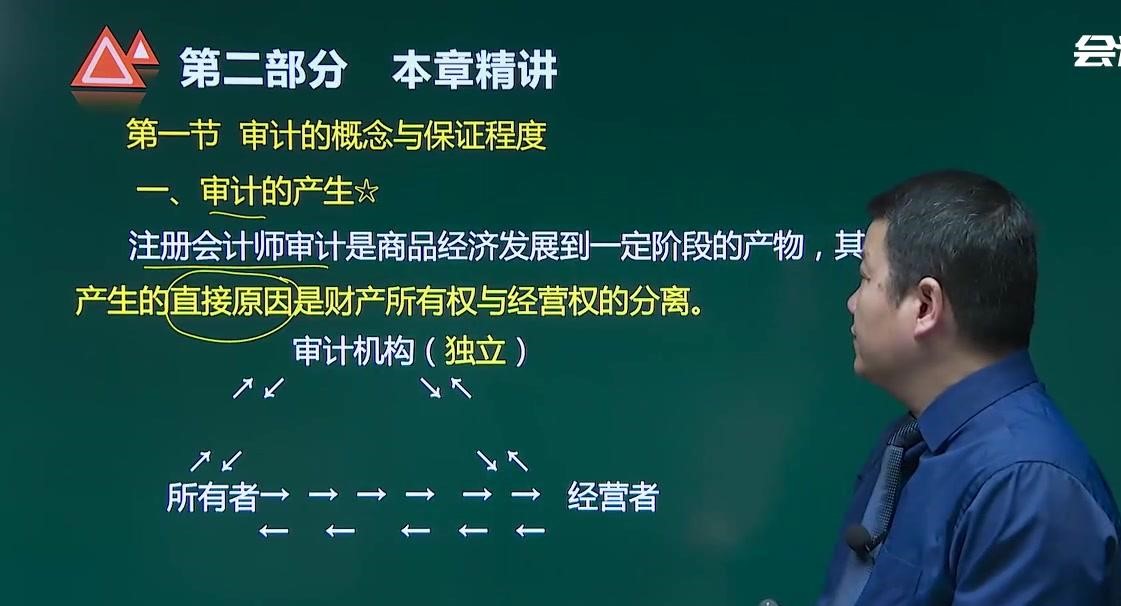 第二部分 本章精讲
会
第一节 审计的概念与保证程度
一、审计的产生☆
注册会计师审计是商品经济发展到一定阶段的产物，其
产生的直接原因是财产所有权与经营权的分离。
审计机构（独立）
↗↙ ↘↖
↗↙ ↘↖
所有者→ → → → → → 经营者
← ← ← ← ←